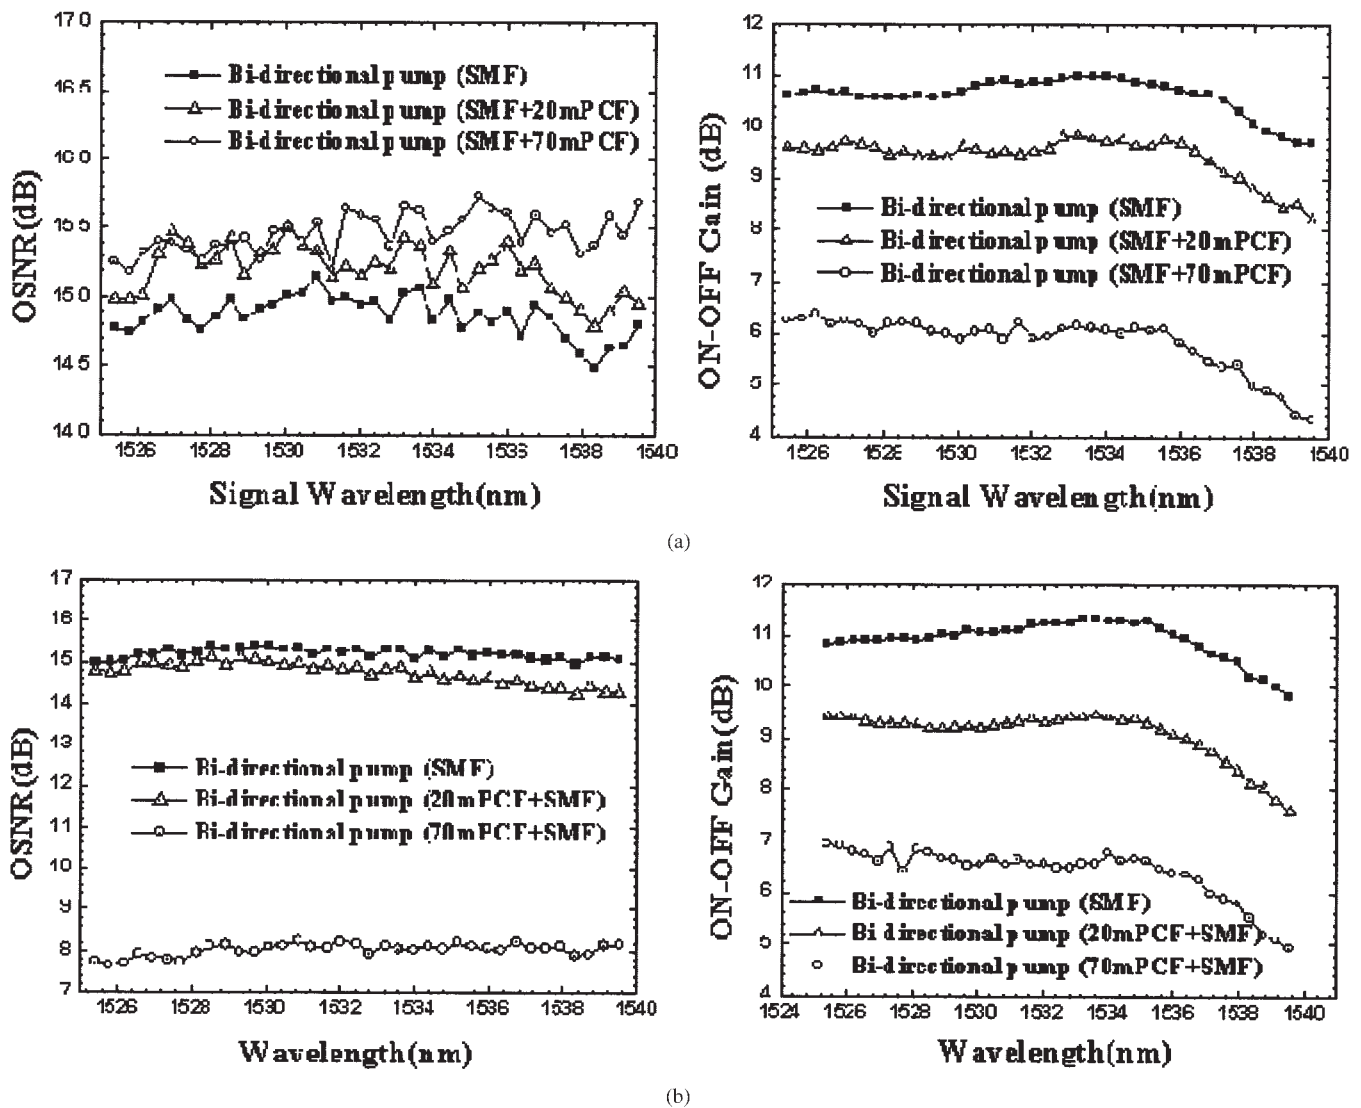 17.0
16.5
16.0
15.5
15.0
14.5
14.0
OSNR(dB)
Bi-directional pump (SMF)
Bi-directional pump (SMF+20mPCF)
Bi-directional pump (SMF+70mPCF)
1526 1528 1530 1532 1534 1536 1538 1540
Signal Wavelength(nm)
12
11
10
9
8
7
6
5
4
ON-OFF Gain (dB)
Bi-directional pump (SMF)
Bi-directional pump (SMF+20mPCF)
Bi-directional pump (SMF+70mPCF)
1526 1528 1530 1532 1534 1536 1538 1540
Signal Wavelength(nm)
(a)
17
16
15
14
13
12
11
10
9
8
7
OSNR(dB)
Bi-directional pump (SMF)
Bi-directional pump (20mPCF+SMF)
Bi-directional pump (70mPCF+SMF)
1526 1528 1530 1532 1534 1536 1538 1540
Wavelength(nm)
12
11
10
9
8
7
6
5
4
ON-OFF Gain(dB)
Bi-directional pump (SMF)
Bi directional pump (20mPCF+SMF)
Bi-directional pump (70mPCF+SMF)
1524 1526 1528 1530 1532 1534 1536 1538 1540
Wavelength(nm)
(b)